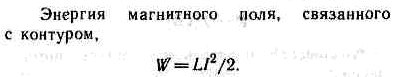 Энергия магнитного поля, связанного
с контуром,
W = LI²/2.